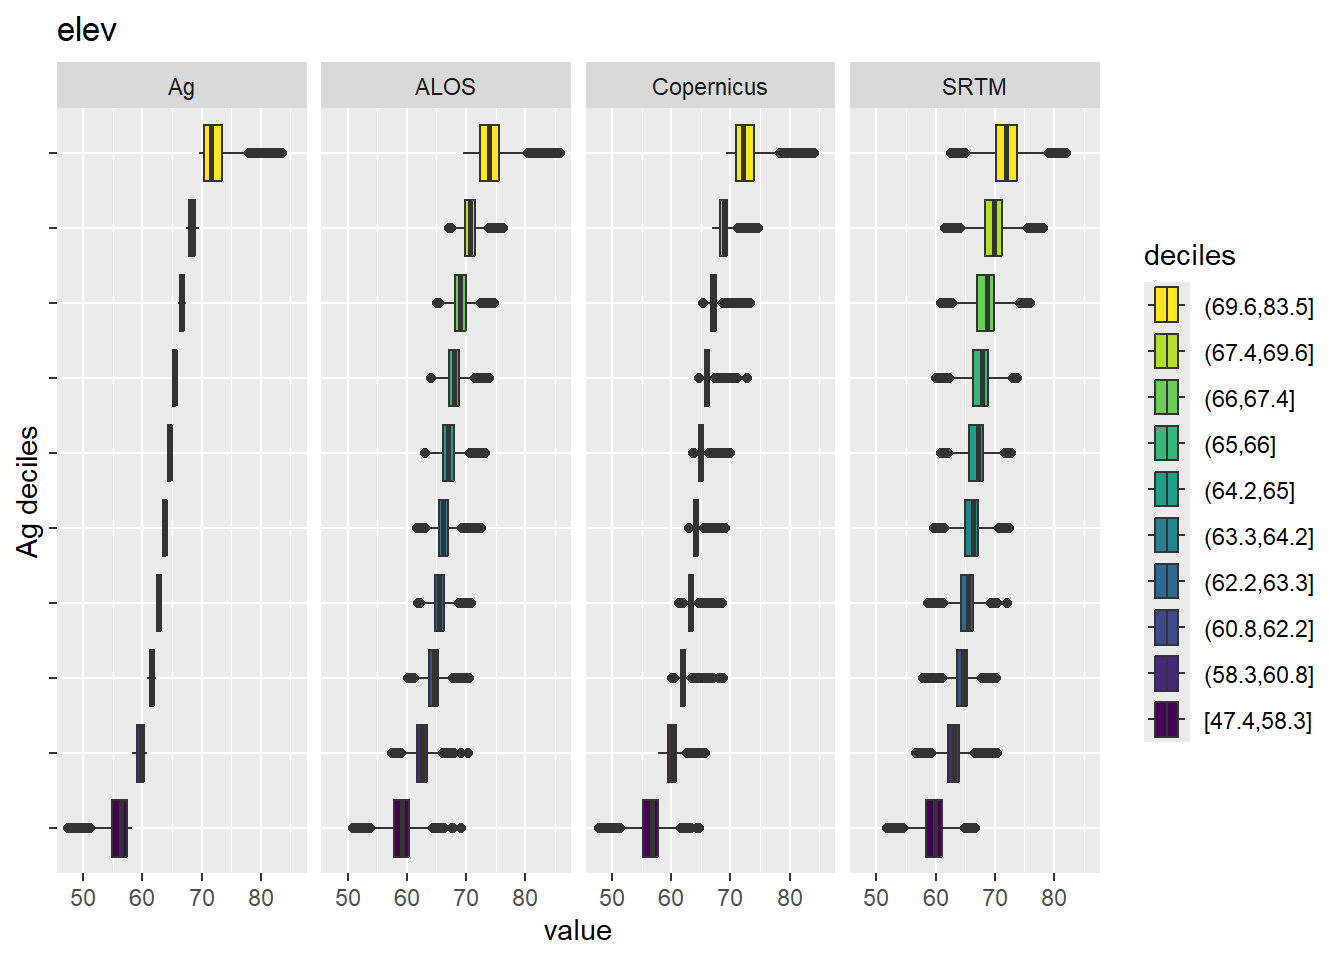 elev
Ag ALOS Copernicus SRTM
Ag deciles
50 60 70 80 50 60 70 80 50 60 70 80 50 60 70 80
value
deciles
(69.6,83.5]
(67.4,69.6]
(66,67.4]
(65,66]
(64.2,65]
(63.3,64.2]
(62.2,63.3]
(60.8,62.2]
(58.3,60.8]
[47.4,58.3]